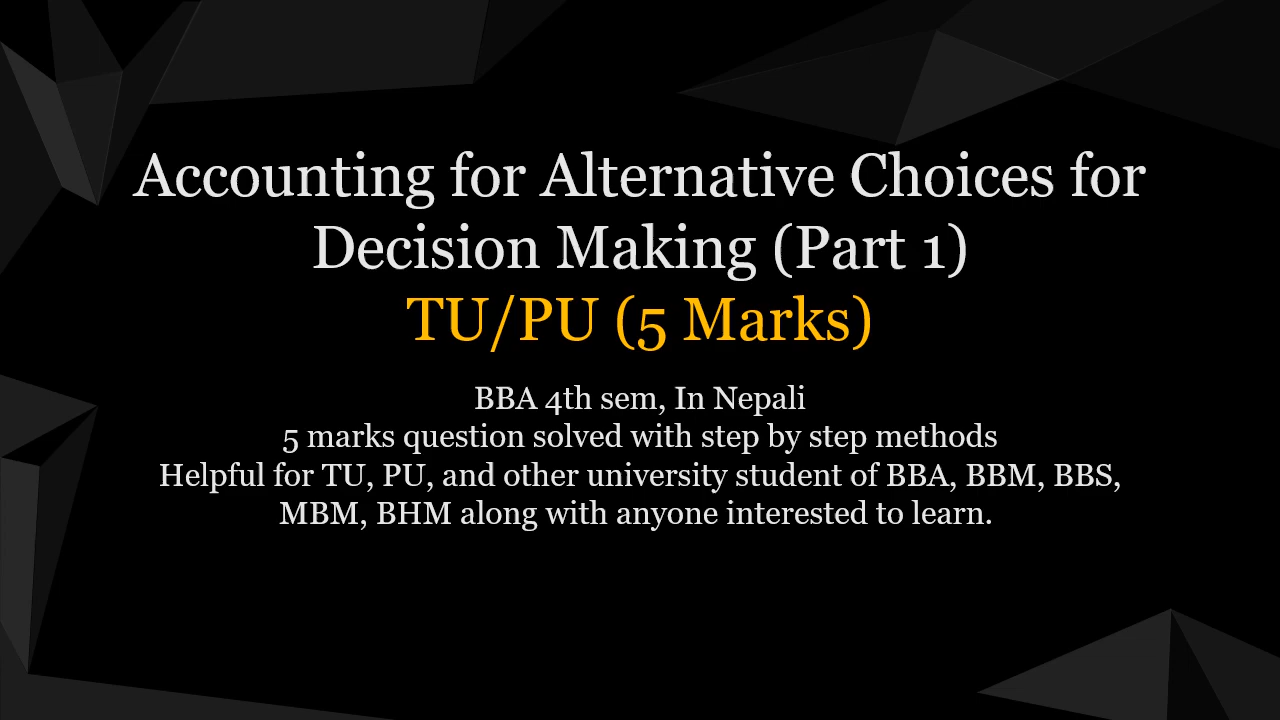 Accounting for Alternative Choices for
Decision Making (Part 1)
TU/PU (5 Marks)
BBA 4th sem, In Nepali
5 marks question solved with step by step methods
Helpful for TU, PU, and other university student of BBA, BBM, BBS,
MBM, BHM along with anyone interested to learn.